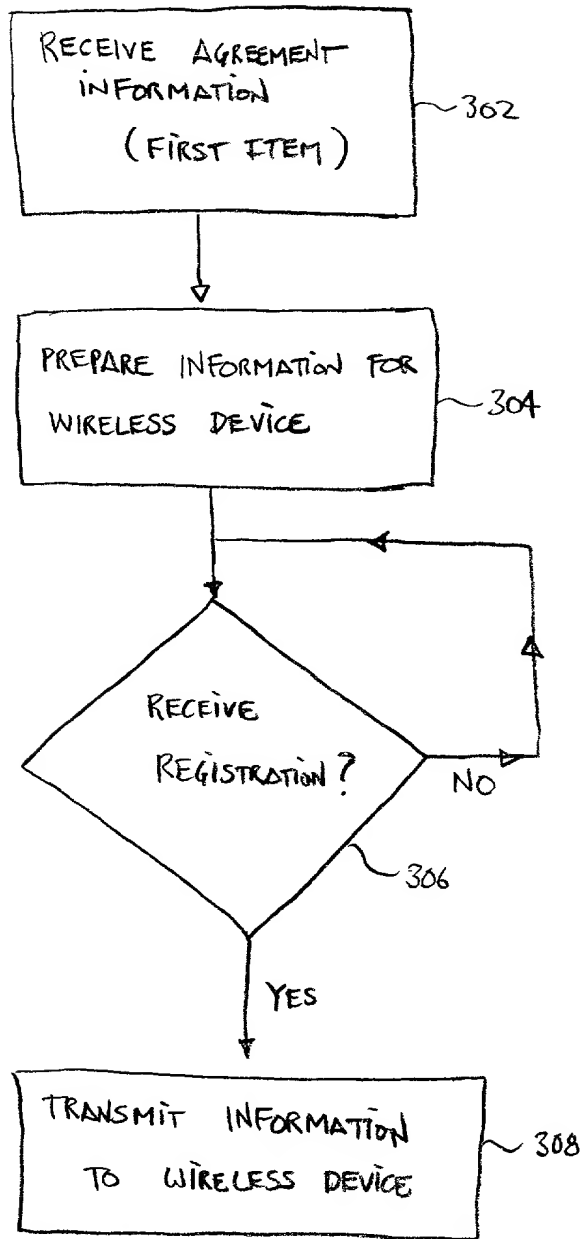 RECEIVE AGREEMENT
INFORMATION
(FIRST ITEM)
302
PREPARE INFORMATION FOR
WIRELESS DEVICE
304
RECEIVE
REGISTRATION?
NO
306
YES
TRANSMIT INFORMATION
TO WIRELESS DEVICE
308